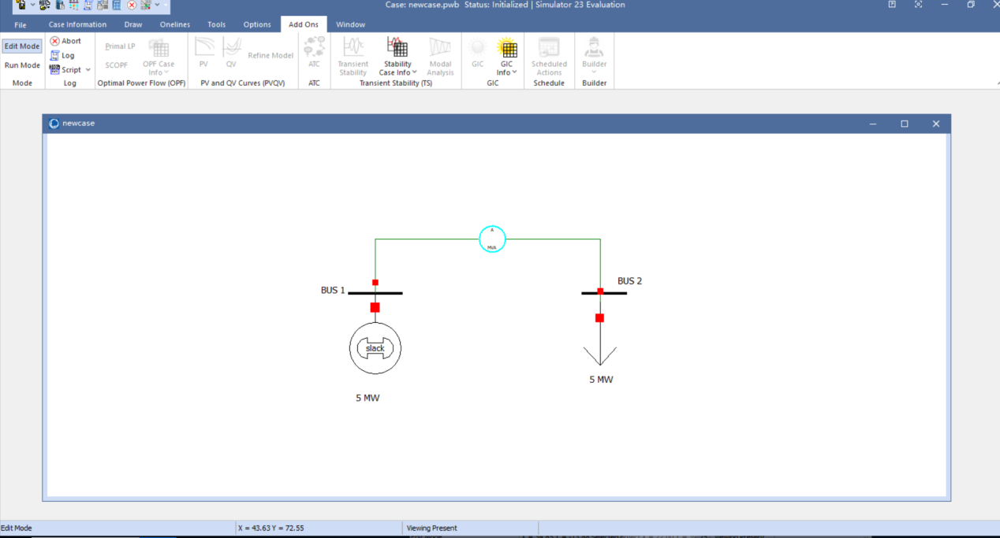 Case: newcase.pwb Status: Initialized | Simulator 23 Evaluation
File Case Information Draw Onelines Tools Options Add Ons Window
Edit Mode
Run Mode
Mode
Abort
Log
Script
Log
Primal LP
SCOPF
OPF Case
Info
Optimal Power Flow (OPF)
PV
QV
Refine Model
PV and QV Curves (PVQV)
ATC
ATC
Transient
Stability
Stability
Case Info
Modal
Analysis
Transient Stability (TS)
GIC
GIC
Info
GIC
Scheduled
Actions
Schedule
Builder
Builder
newcase
A
MVA
BUS 1
BUS 2
slack
5 MW
5 MW
Edit Mode
X = 43.63 Y = 72.55
Viewing Present